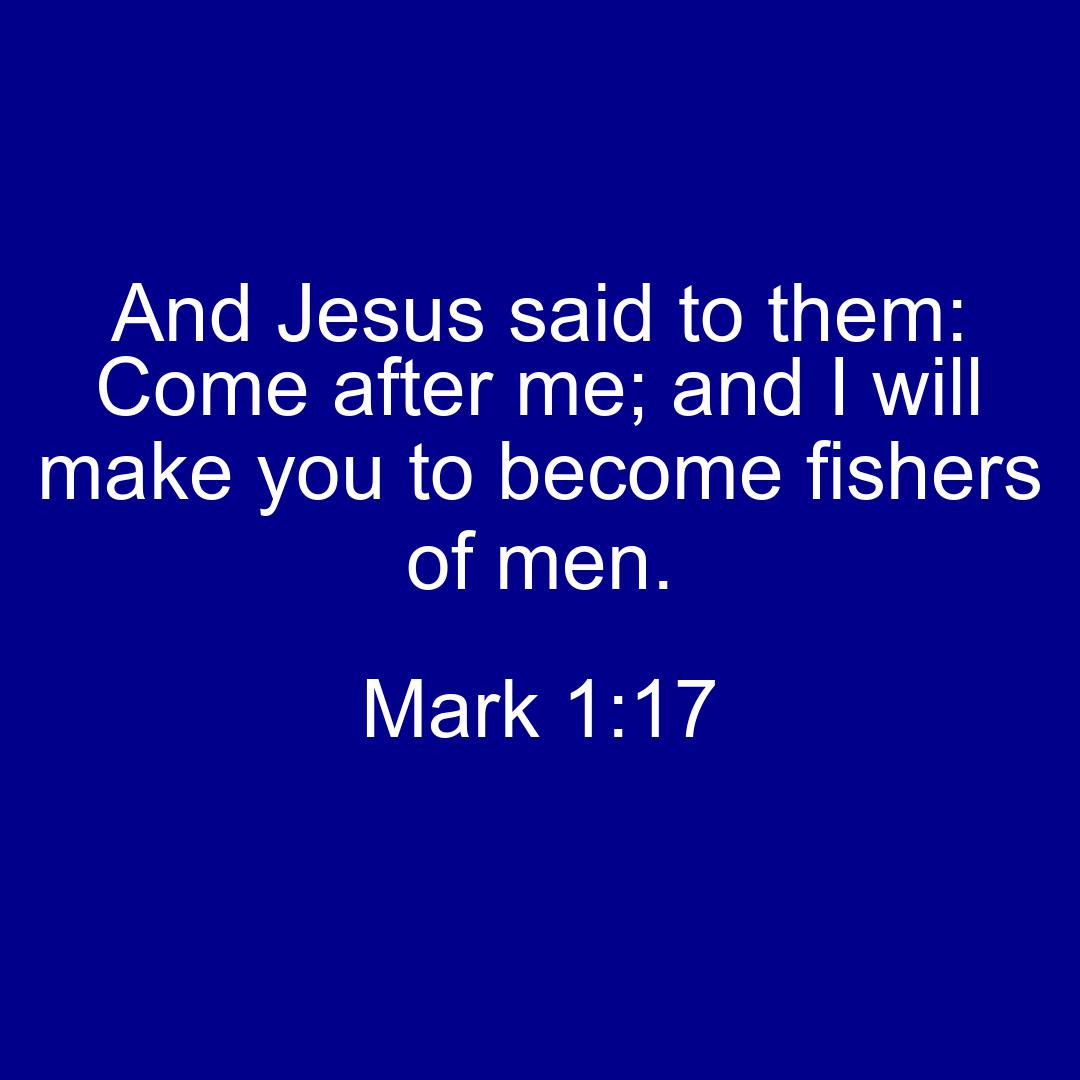 And Jesus said to them:
Come after me; and I will
make you to become fishers
of men.
Mark 1:17